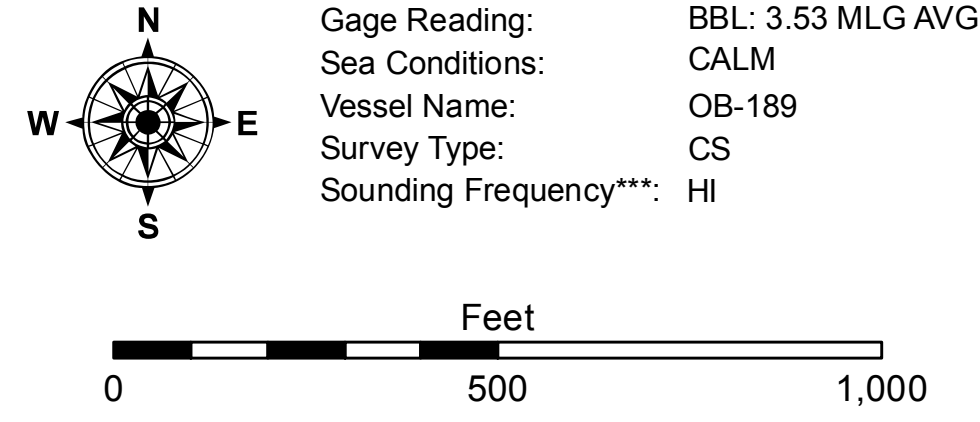 N
W E
S
Gage Reading: BBL: 3.53 MLG AVG
Sea Conditions: CALM
Vessel Name: OB-189
Survey Type: CS
Sounding Frequency***: HI
Feet
0 500 1,000